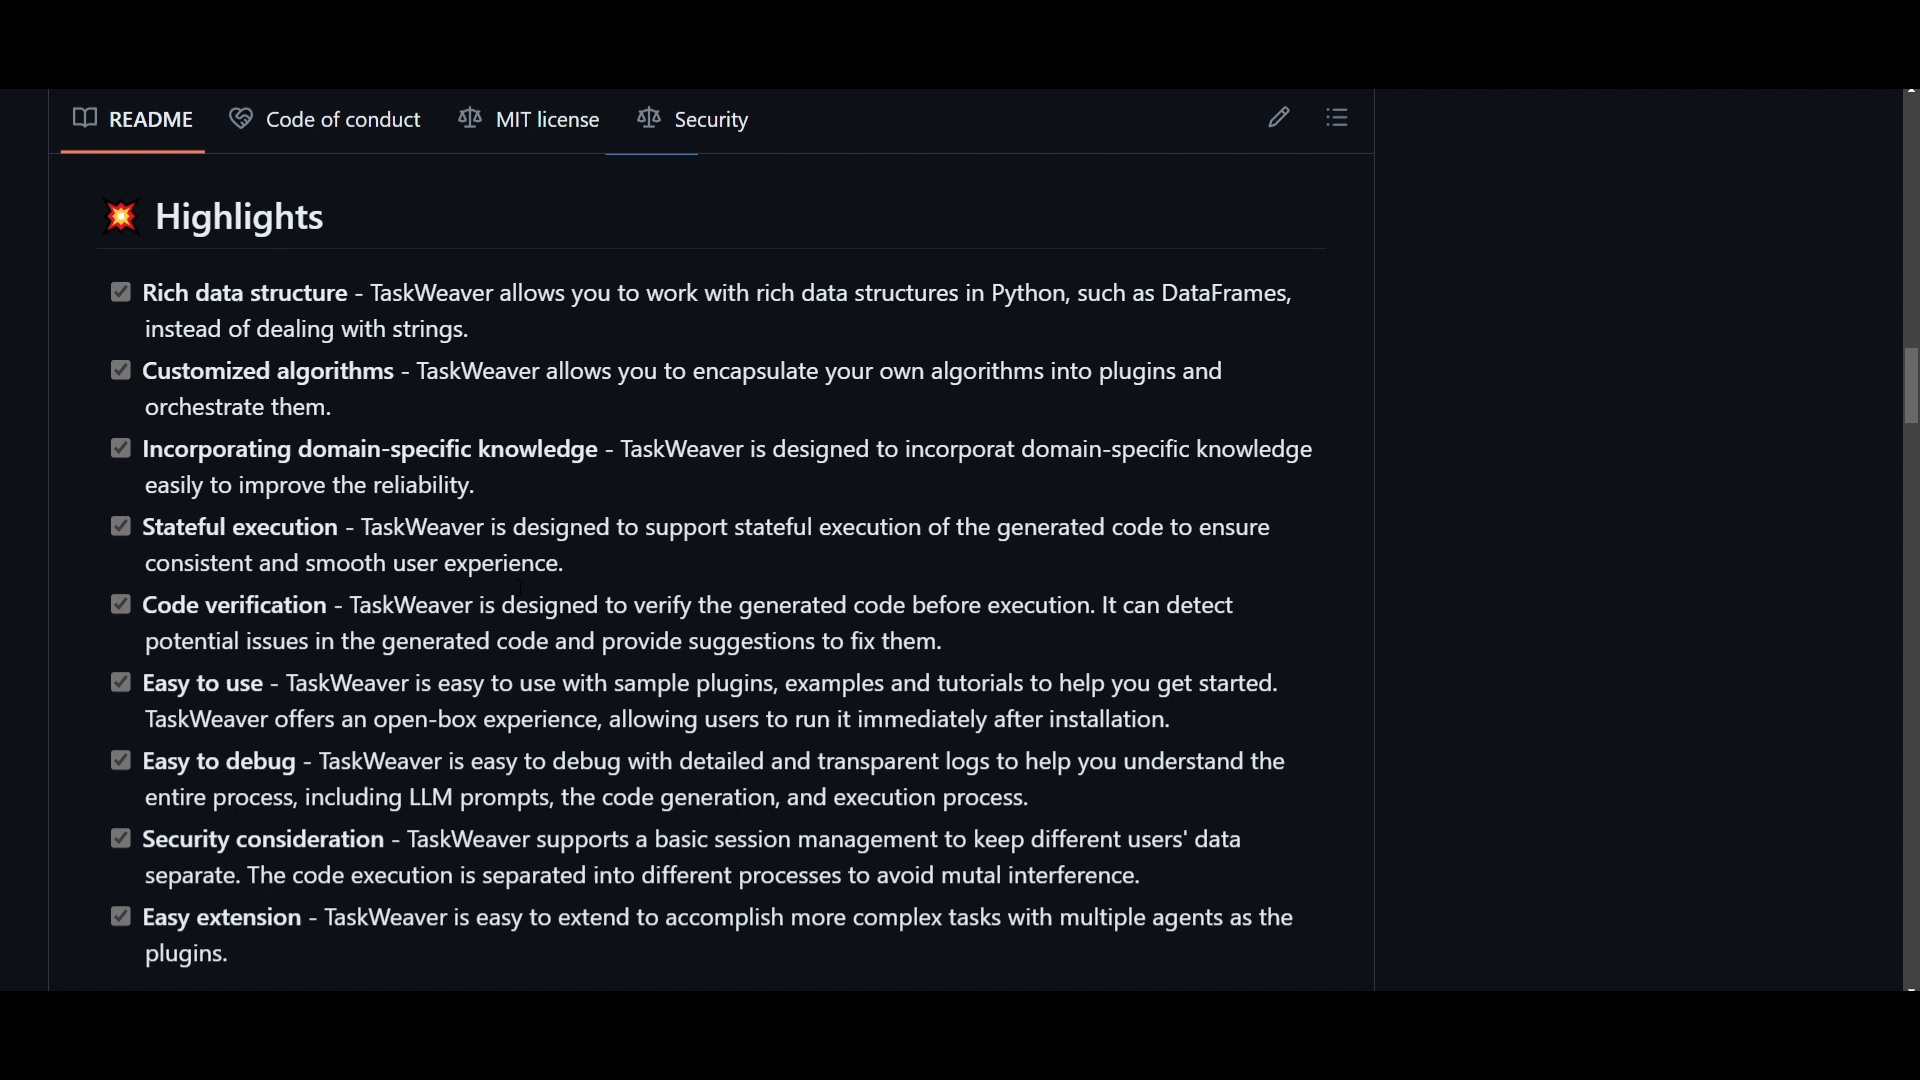 README Code of conduct MIT license Security
Highlights
Rich data structure - TaskWeaver allows you to work with rich data structures in Python, such as DataFrames,
instead of dealing with strings.
Customized algorithms - TaskWeaver allows you to encapsulate your own algorithms into plugins and
orchestrate them.
Incorporating domain-specific knowledge - TaskWeaver is designed to incorporat domain-specific knowledge
easily to improve the reliability.
Stateful execution - TaskWeaver is designed to support stateful execution of the generated code to ensure
consistent and smooth user experience.
Code verification - TaskWeaver is designed to verify the generated code before execution. It can detect
potential issues in the generated code and provide suggestions to fix them.
Easy to use - TaskWeaver is easy to use with sample plugins, examples and tutorials to help you get started.
TaskWeaver offers an open-box experience, allowing users to run it immediately after installation.
Easy to debug - TaskWeaver is easy to debug with detailed and transparent logs to help you understand the
entire process, including LLM prompts, the code generation, and execution process.
Security consideration - TaskWeaver supports a basic session management to keep different users' data
separate. The code execution is separated into different processes to avoid mutal interference.
Easy extension - TaskWeaver is easy to extend to accomplish more complex tasks with multiple agents as the
plugins.